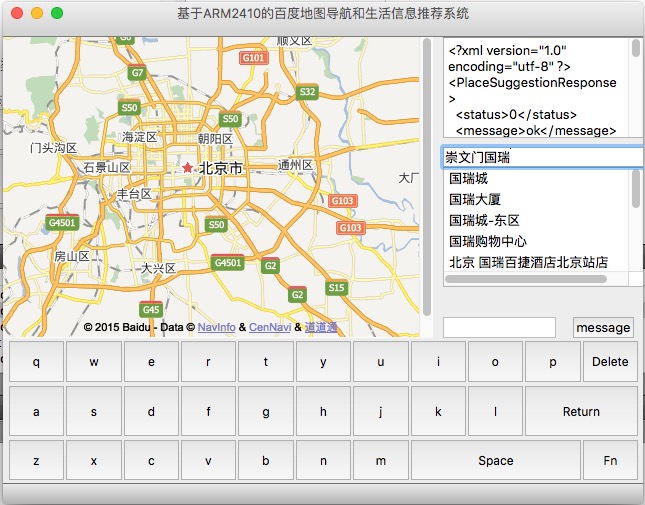 基于ARM2410的百度地图导航和生活信息推荐系统
顺义区
G101
G7
S32
S50
S50
海淀区
朝阳区
门头沟区
石景山区
北京市
通州区
丰台区
G103
G4501
S50
G103
房山区
G4501
G2
大兴区
S15
G2
G45
© 2015 Baidu - Data © NavInfo & CenNavi & 道道通
<?xml version="1.0"
encoding="utf-8" ?>
<PlaceSuggestionResponse
>
<status>0</status>
<message>ok</message>
崇文门国瑞
国瑞城
国瑞大厦
国瑞城-东区
国瑞购物中心
北京 国瑞百捷酒店北京站店
message
q w e r t y u i o p Delete
a s d f g h j k l Return
z x c v b n m Space Fn